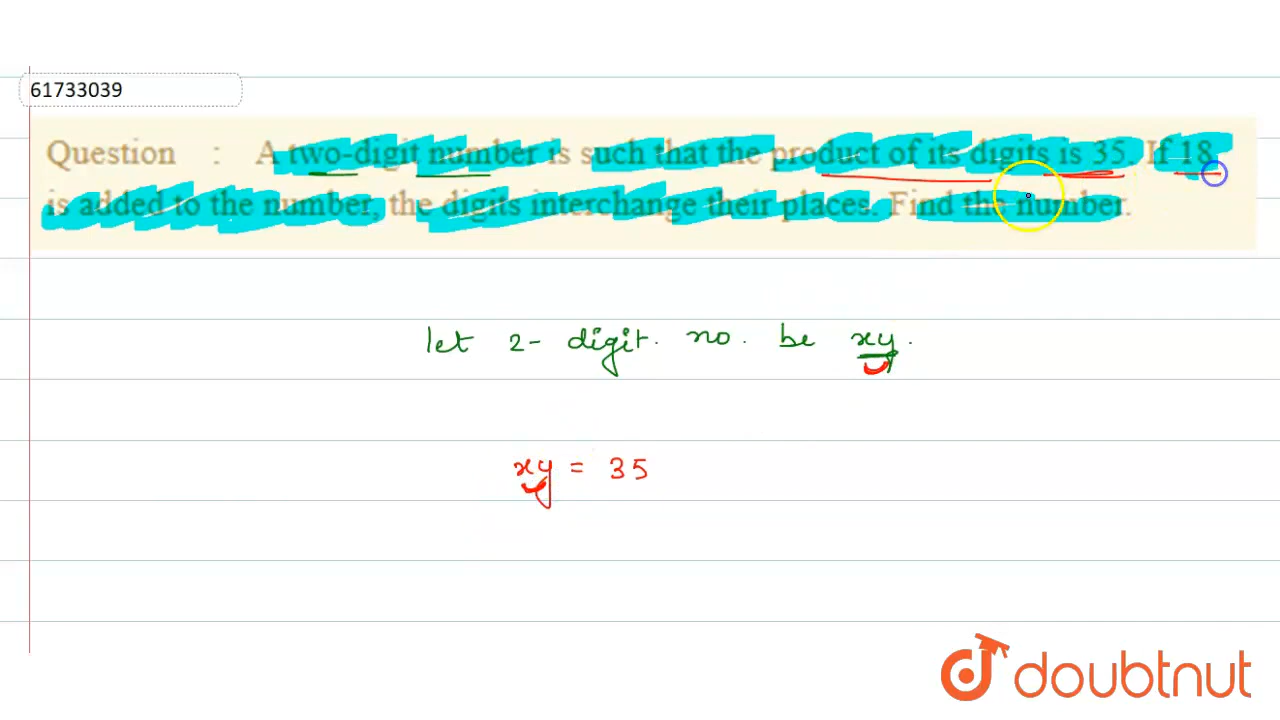 61733039
Question : A two-digit number is such that the product of its digits is 35. If 18
is added to the number, the digits interchange their places. Find the number.
let 2- digit. no. be xy.
xy = 35
doubtnut